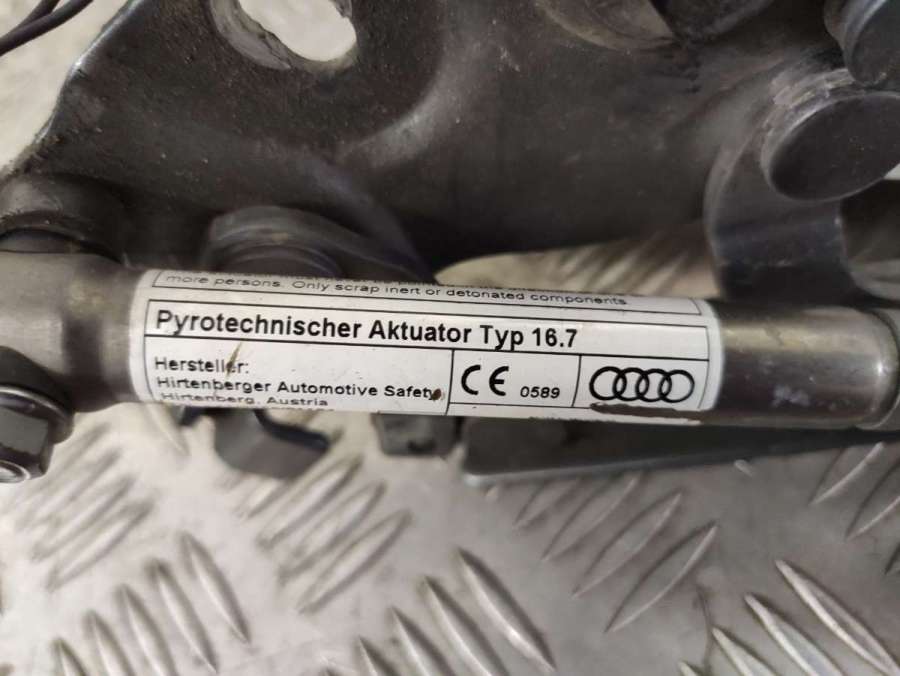 more persons. Only scrap inert or detonated components
Pyrotechnischer Aktuator Typ 16.7
Hersteller:
Hirtenberger Automotive Safety
Hirtenberg, Austria
CE 0589